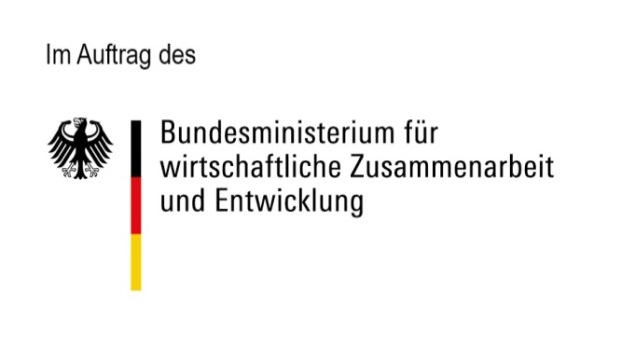 Im Auftrag des
Bundesministerium für
wirtschaftliche Zusammenarbeit
und Entwicklung